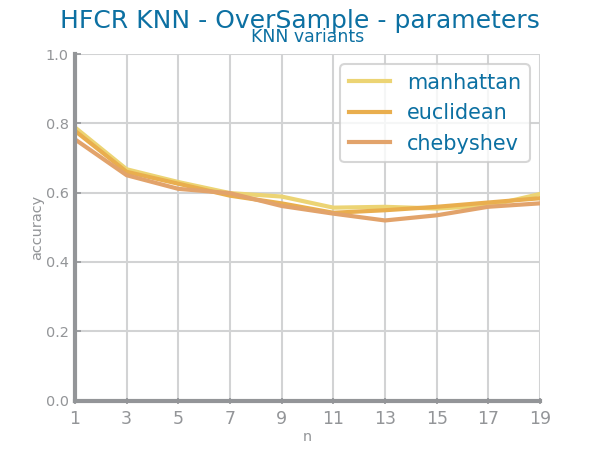 HFCR KNN - OverSample - parameters
KNN variants
manhattan
euclidean
chebyshev
accuracy
1.0
0.8
0.6
0.4
0.2
0.0
1 3 5 7 9 11 13 15 17 19
n